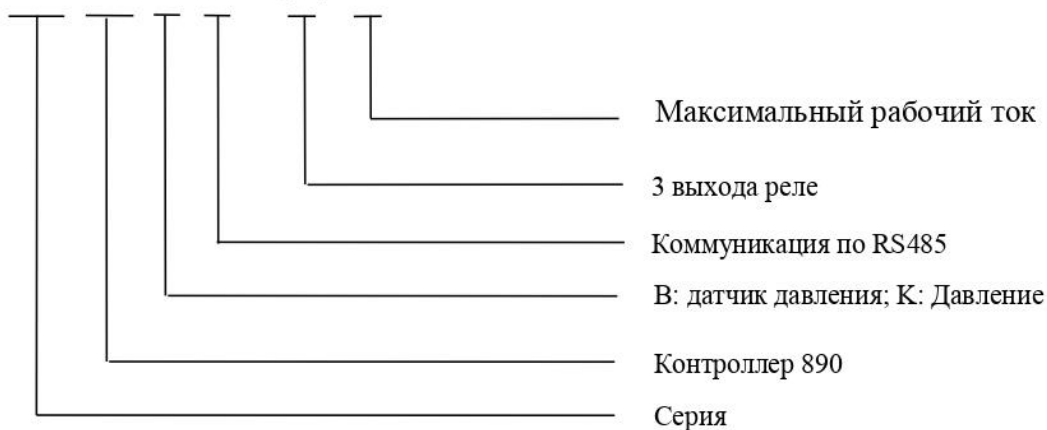 Максимальный рабочий ток
3 выхода реле
Коммуникация по RS485
В: датчик давления; К: Давление
Контроллер 890
Серия